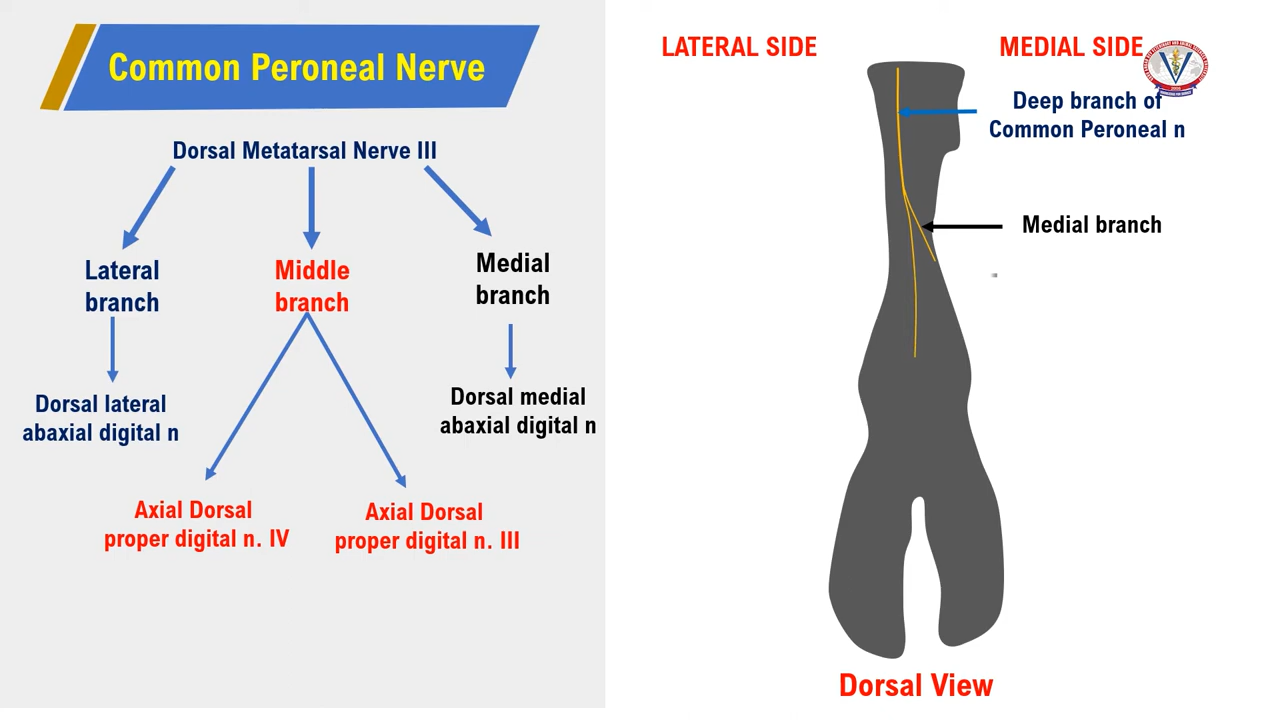 Common Peroneal Nerve
Dorsal Metatarsal Nerve III
Lateral
branch
Middle
branch
Medial
branch
Dorsal lateral
abaxial digital n
Dorsal medial
abaxial digital n
Axial Dorsal
proper digital n. IV
Axial Dorsal
proper digital n. III
LATERAL SIDE
MEDIAL SIDE
Deep branch of
Common Peroneal n
Medial branch
Dorsal View